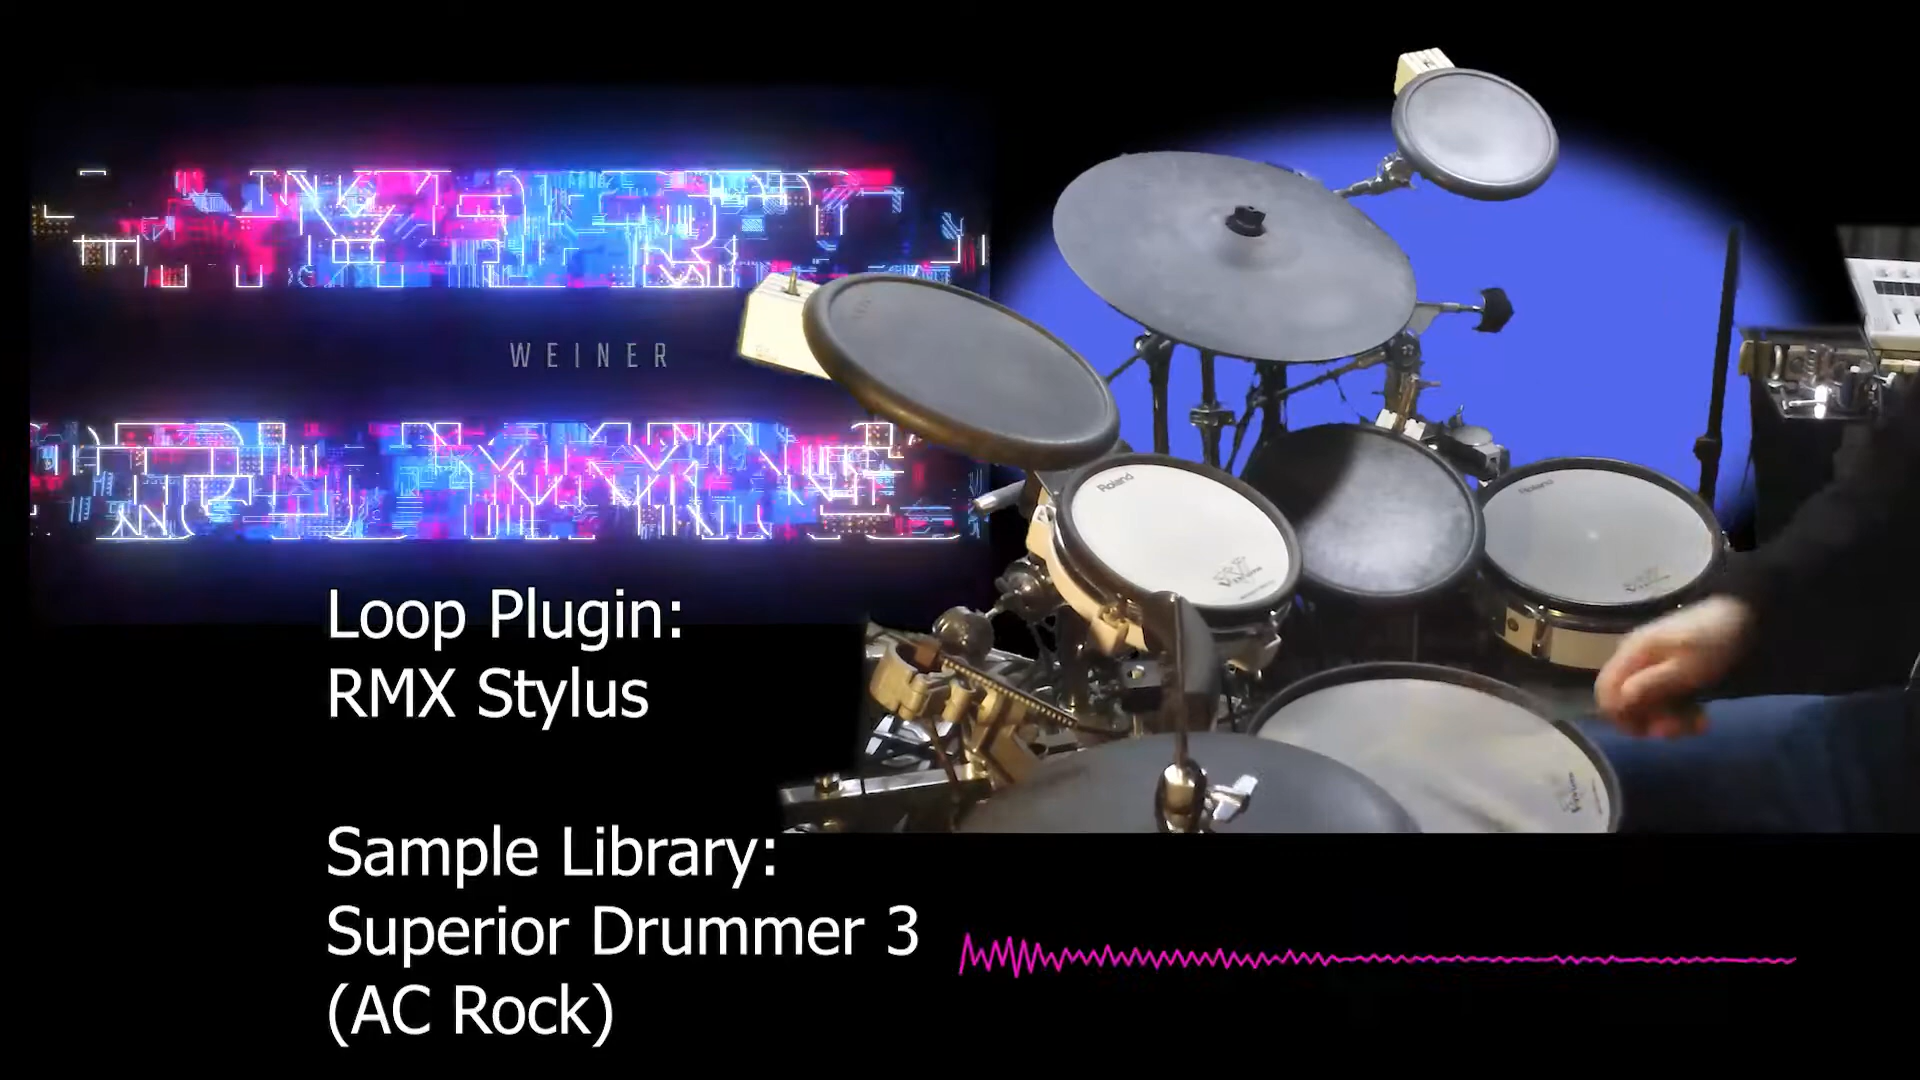 WEINER
Loop Plugin:
RMX Stylus
Sample Library:
Superior Drummer 3
(AC Rock)
Roland
Roland